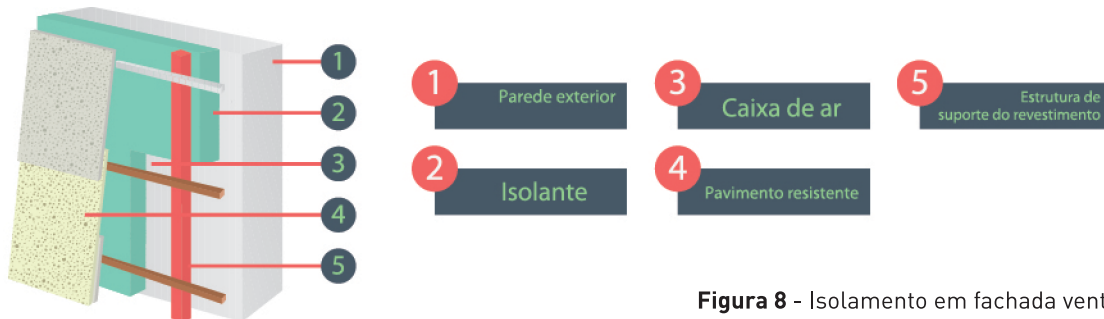 1
2
3
4
5
1 Parede exterior
2 Isolante
3 Caixa de ar
4 Pavimento resistente
5 Estrutura de
suporte do revestimento
Figura 8 - Isolamento em fachada vent